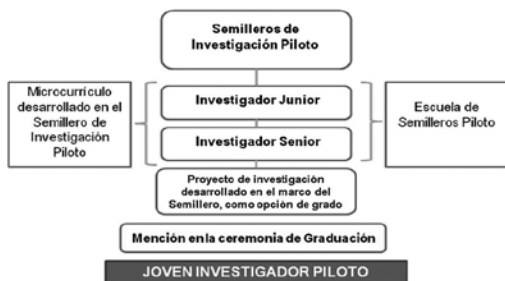 Semilleros de
Investigación Piloto
Microcurrículo
desarrollado en el
Semillero de
Investigación
Piloto
Investigador Junior
Investigador Senior
Escuela de
Semilleros Piloto
Proyecto de investigación
desarrollado en el marco del
Semillero, como opción de grado
Mención en la ceremonia de Graduación
JOVEN INVESTIGADOR PILOTO